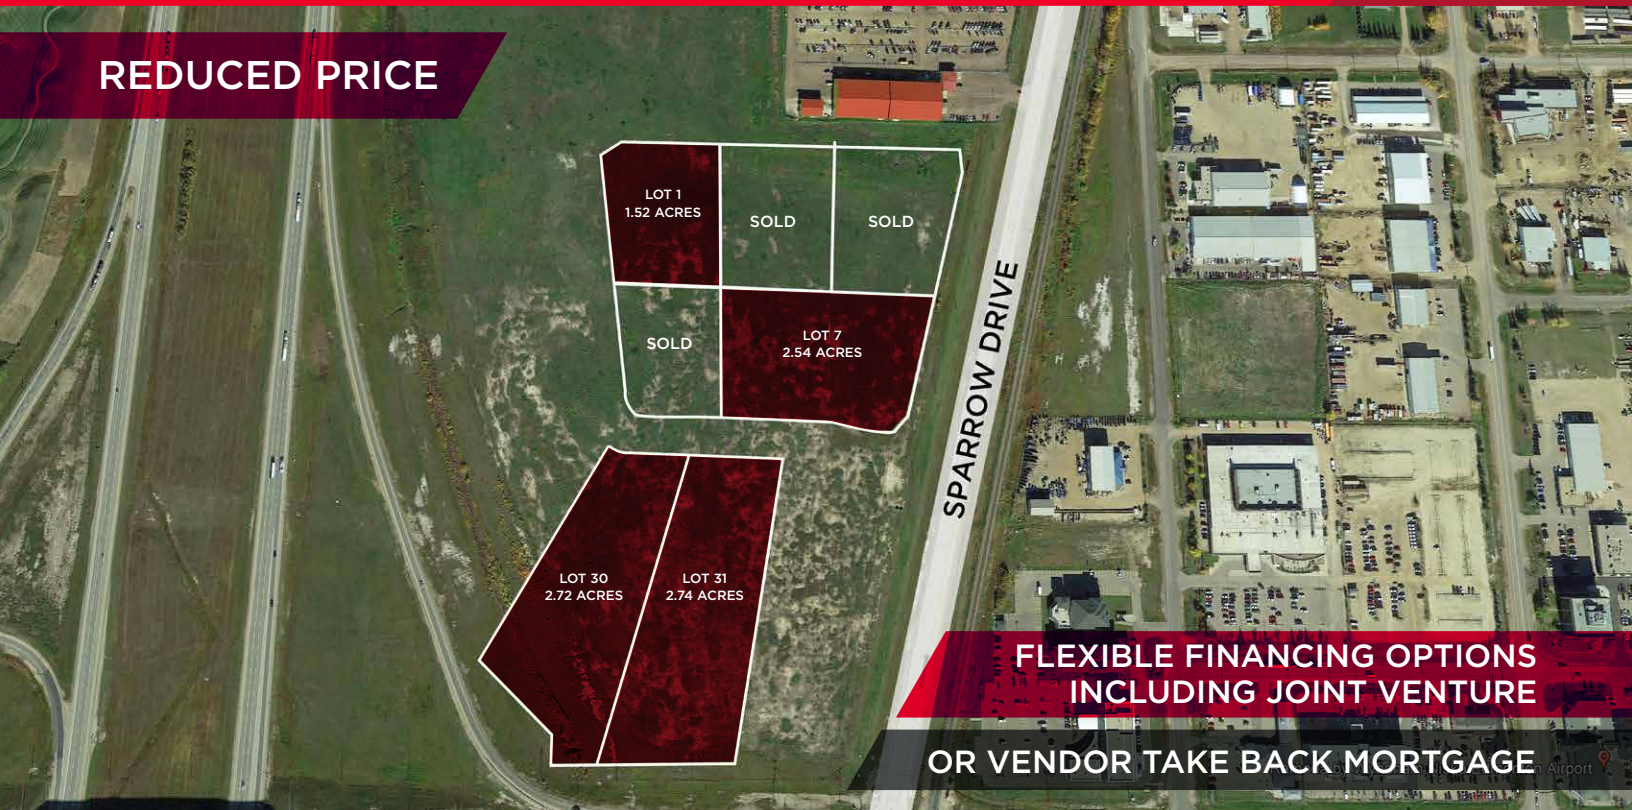 REDUCED PRICE
LOT 1
1.52 ACRES
SOLD
SOLD
SOLD
LOT 7
2.54 ACRES
SPARROW DRIVE
LOT 30
2.72 ACRES
LOT 31
2.74 ACRES
FLEXIBLE FINANCING OPTIONS
INCLUDING JOINT VENTURE
OR VENDOR TAKE BACK MORTGAGE
Airport